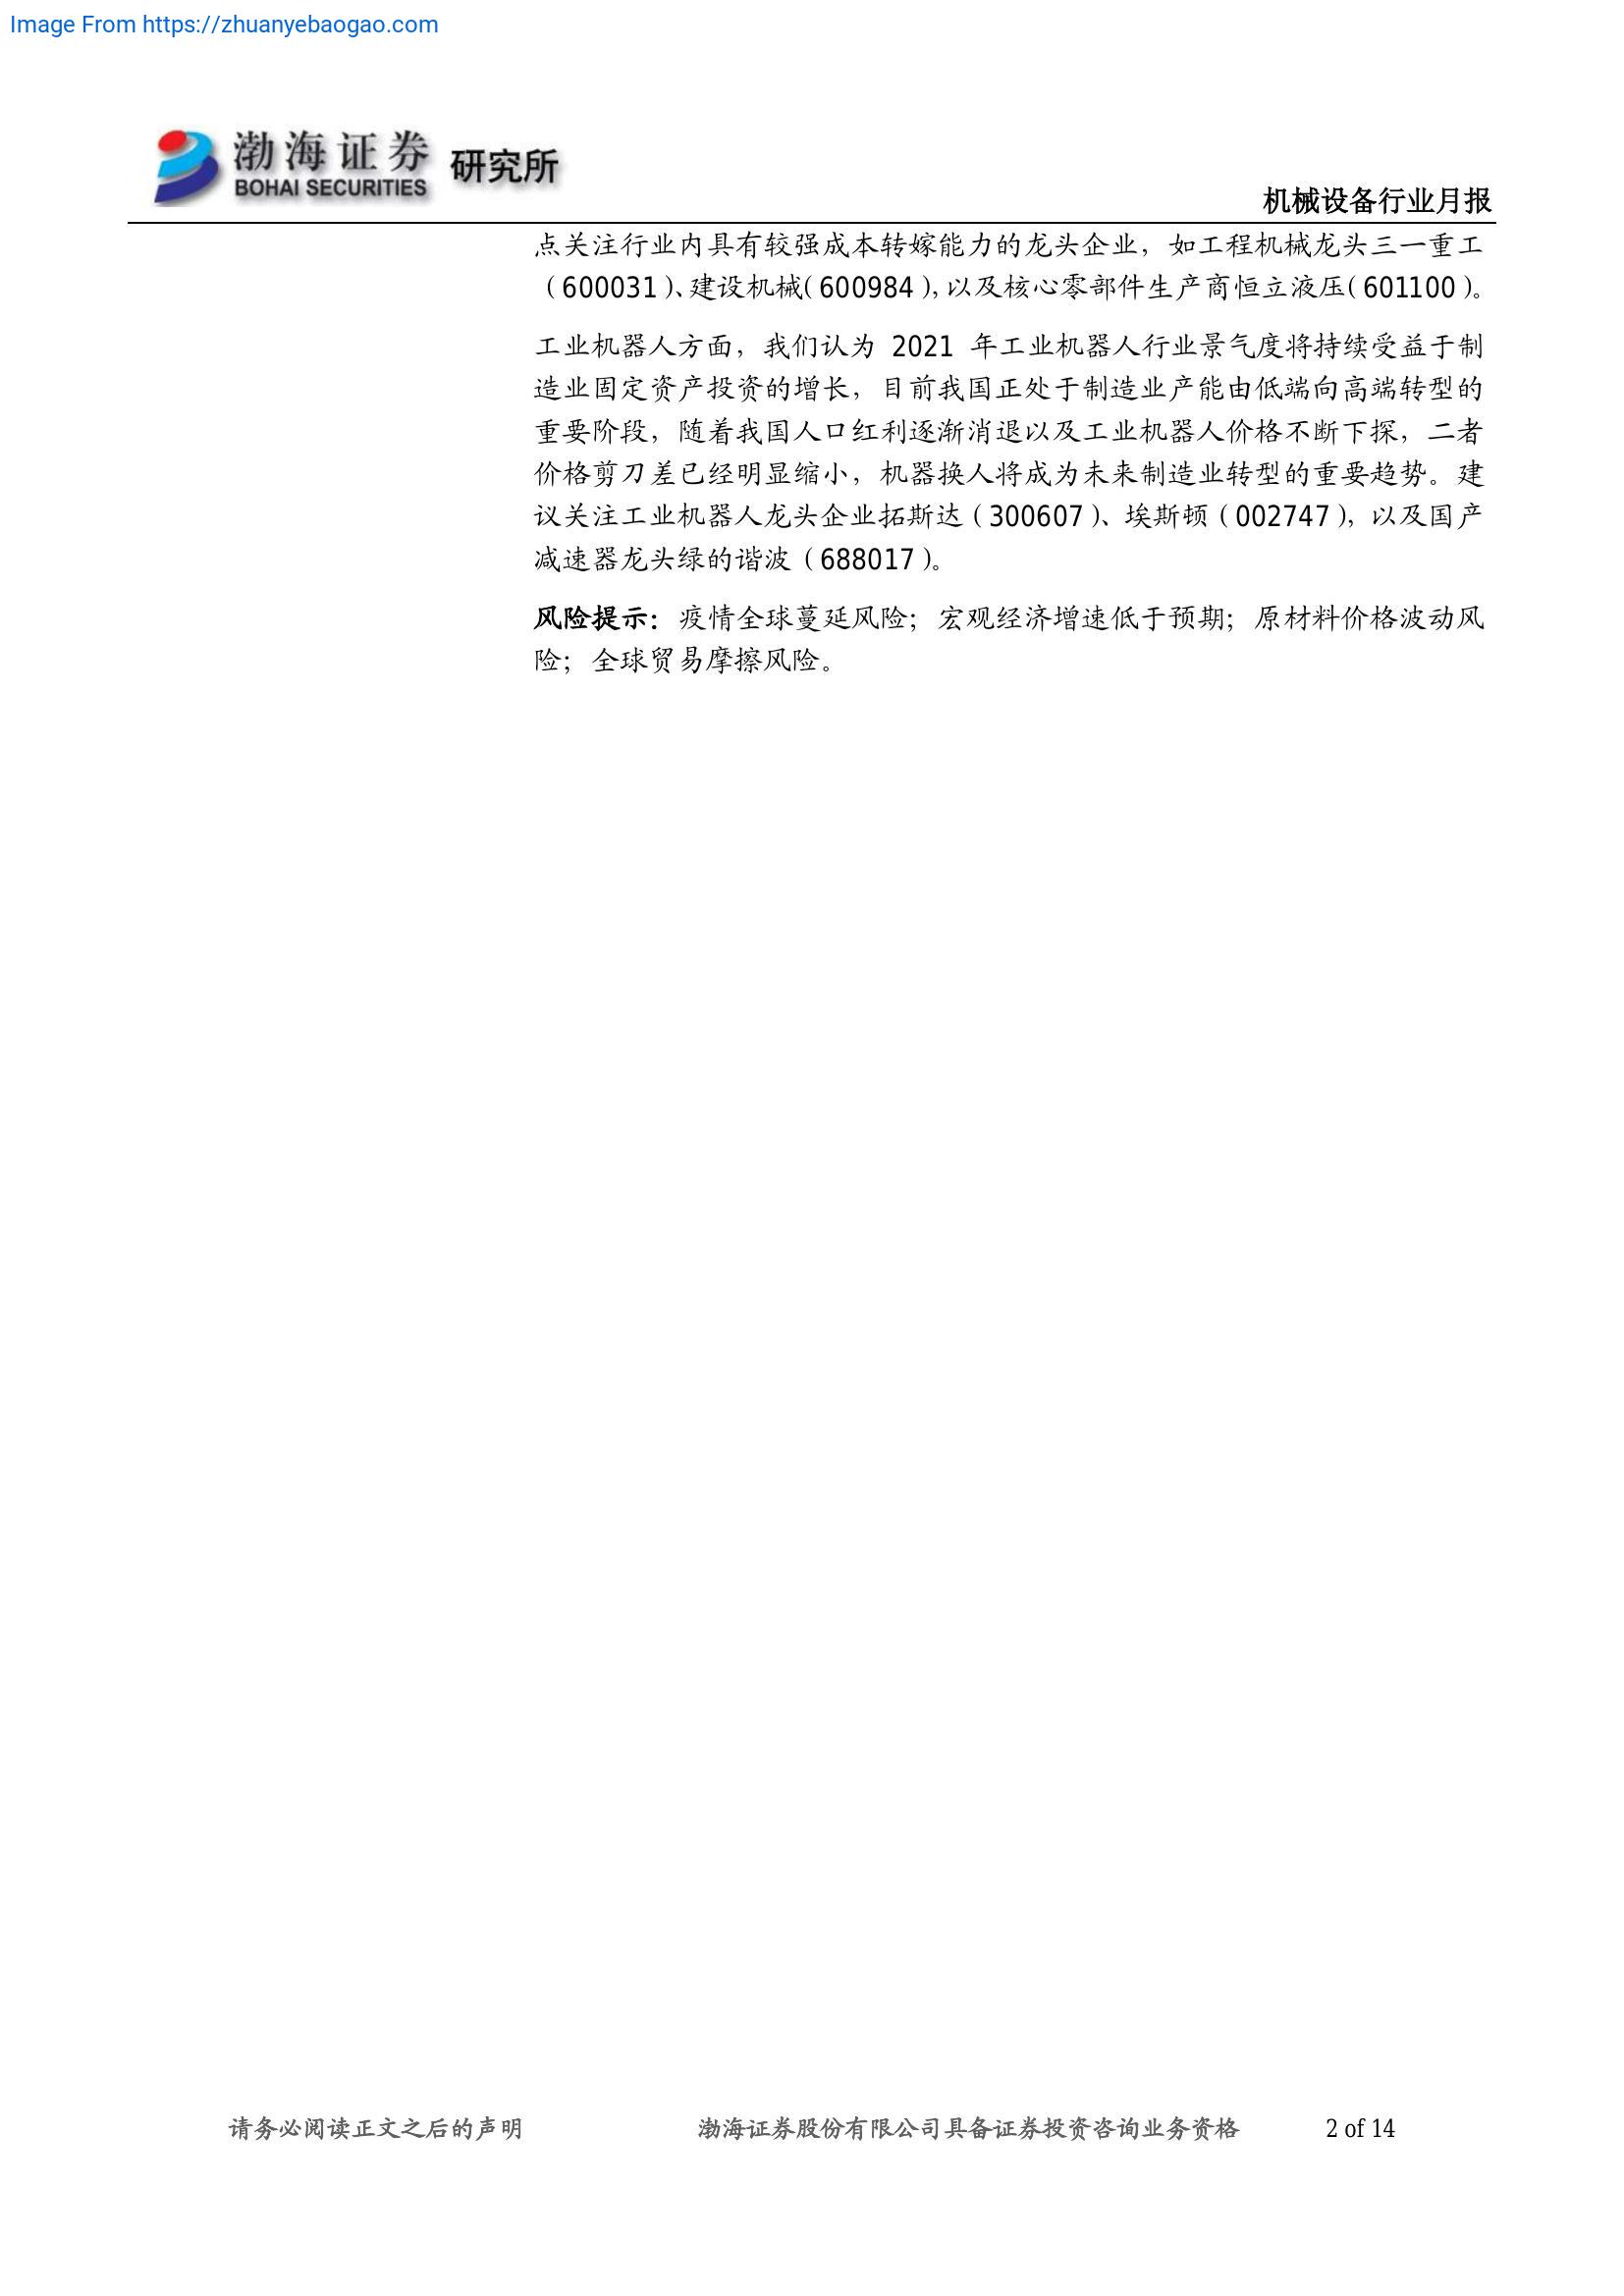 Image From https://zhuanyebaogao.com
渤海证券
BOHAI SECURITIES
研究所
机械设备行业月报
点关注行业内具有较强成本转嫁能力的龙头企业，如工程机械龙头三一重工
（600031）、建设机械（600984），以及核心零部件生产商恒立液压（601100）。
工业机器人方面，我们认为 2021 年工业机器人行业景气度将持续受益于制
造业固定资产投资的增长，目前我国正处于制造业产能由低端向高端转型的
重要阶段，随着我国人口红利逐渐消退以及工业机器人价格不断下探，二者
价格剪刀差已经明显缩小，机器换人将成为未来制造业转型的重要趋势。建
议关注工业机器人龙头企业拓斯达（300607）、埃斯顿（002747），以及国产
减速器龙头绿的谐波（688017）。
风险提示：疫情全球蔓延风险；宏观经济增速低于预期；原材料价格波动风
险；全球贸易摩擦风险。
请务必阅读正文之后的声明 渤海证券股份有限公司具备证券投资咨询业务资格 2 of 14